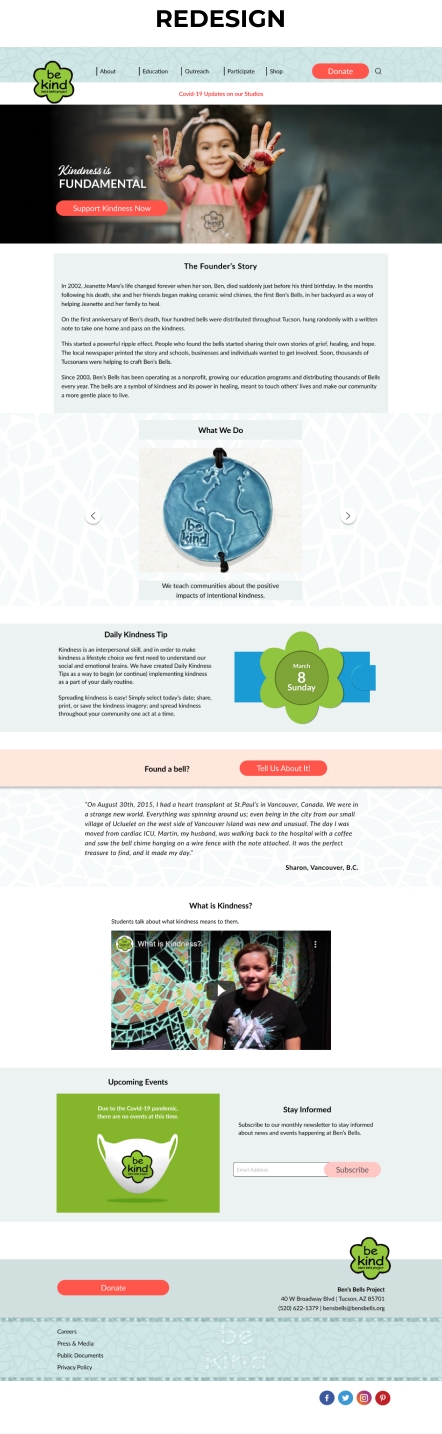 REDESIGN
be
kind
ben's bells project
About
Education
Outreach
Participate
Shop
Donate
Covid-19 Updates on our Studios
Kindness is
FUNDAMENTAL
Support Kindness Now
The Founder's Story
In 2002, Jeanette Mare's life changed forever when her son, Ben, died suddenly just before his third birthday. In the months
following his death, she and her friends began making ceramic wind chimes, the first Ben's Bells, in her backyard as a way of
helping Jeanette and her family to heal.
On the first anniversary of Ben's death, four hundred bells were distributed throughout Tucson, hung randomly with a written
note to take one home and pass on the kindness.
This started a powerful ripple effect. People who found the bells started sharing their own stories of grief, healing, and hope.
The local newspaper printed the story and schools, businesses and individuals wanted to get involved. Soon, thousands of
Tucsonans were helping to craft Ben's Bells.
Since 2003, Ben's Bells has been operating as a nonprofit, growing our education programs and distributing thousands of Bells
every year. The bells are a symbol of kindness and its power in healing, meant to touch others' lives and make our community
a more gentle place to live.
What We Do
be
kind
We teach communities about the positive
impacts of intentional kindness.
Daily Kindness Tip
Kindness is an interpersonal skill, and in order to make
kindness a lifestyle choice we first need to understand our
social and emotional brains. We have created Daily Kindness
Tips as a way to begin (or continue) implementing kindness
as a part of your daily routine.
Spreading kindness is easy! Simply select today's date; share,
print, or save the kindness imagery; and spread kindness
throughout your community one act at a time.
March
8
Sunday
Found a bell?
Tell Us About It!
"On August 30th, 2015, I had a heart transplant at St.Paul's in Vancouver, Canada. We were in
a strange new world. Everything was spinning around us; even being in the city from our small
village of Ucluelet on the west side of Vancouver Island was new and unusual. The day I was
moved from cardiac ICU, Martin, my husband, was walking back to the hospital with a coffee
and saw the bell chime hanging on a wire fence with the note attached. It was the perfect
treasure to find, and it made my day."
Sharon, Vancouver, B.C.
What is Kindness?
Students talk about what kindness means to them.
What is Kindness?
Upcoming Events
Due to the Covid-19 pandemic,
there are no events at this time.
be
kind
ben's bells project
Stay Informed
Subscribe to our monthly newsletter to stay informed
about news and events happening at Ben's Bells.
Email Address
Subscribe
be
kind
ben's bells project
Donate
Ben's Bells Project
40 W Broadway Blvd | Tucson, AZ 85701
(520) 622-1379 | bensbells@bensbells.org
Careers
Press & Media
Public Documents
Privacy Policy
be
kind